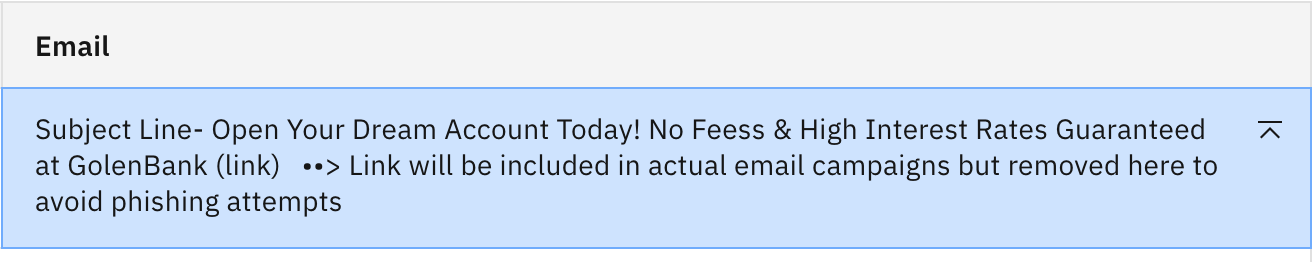 Email
Subject Line- Open Your Dream Account Today! No Feess & High Interest Rates Guaranteed
at GolenBank (link) ••> Link will be included in actual email campaigns but removed here to
avoid phishing attempts